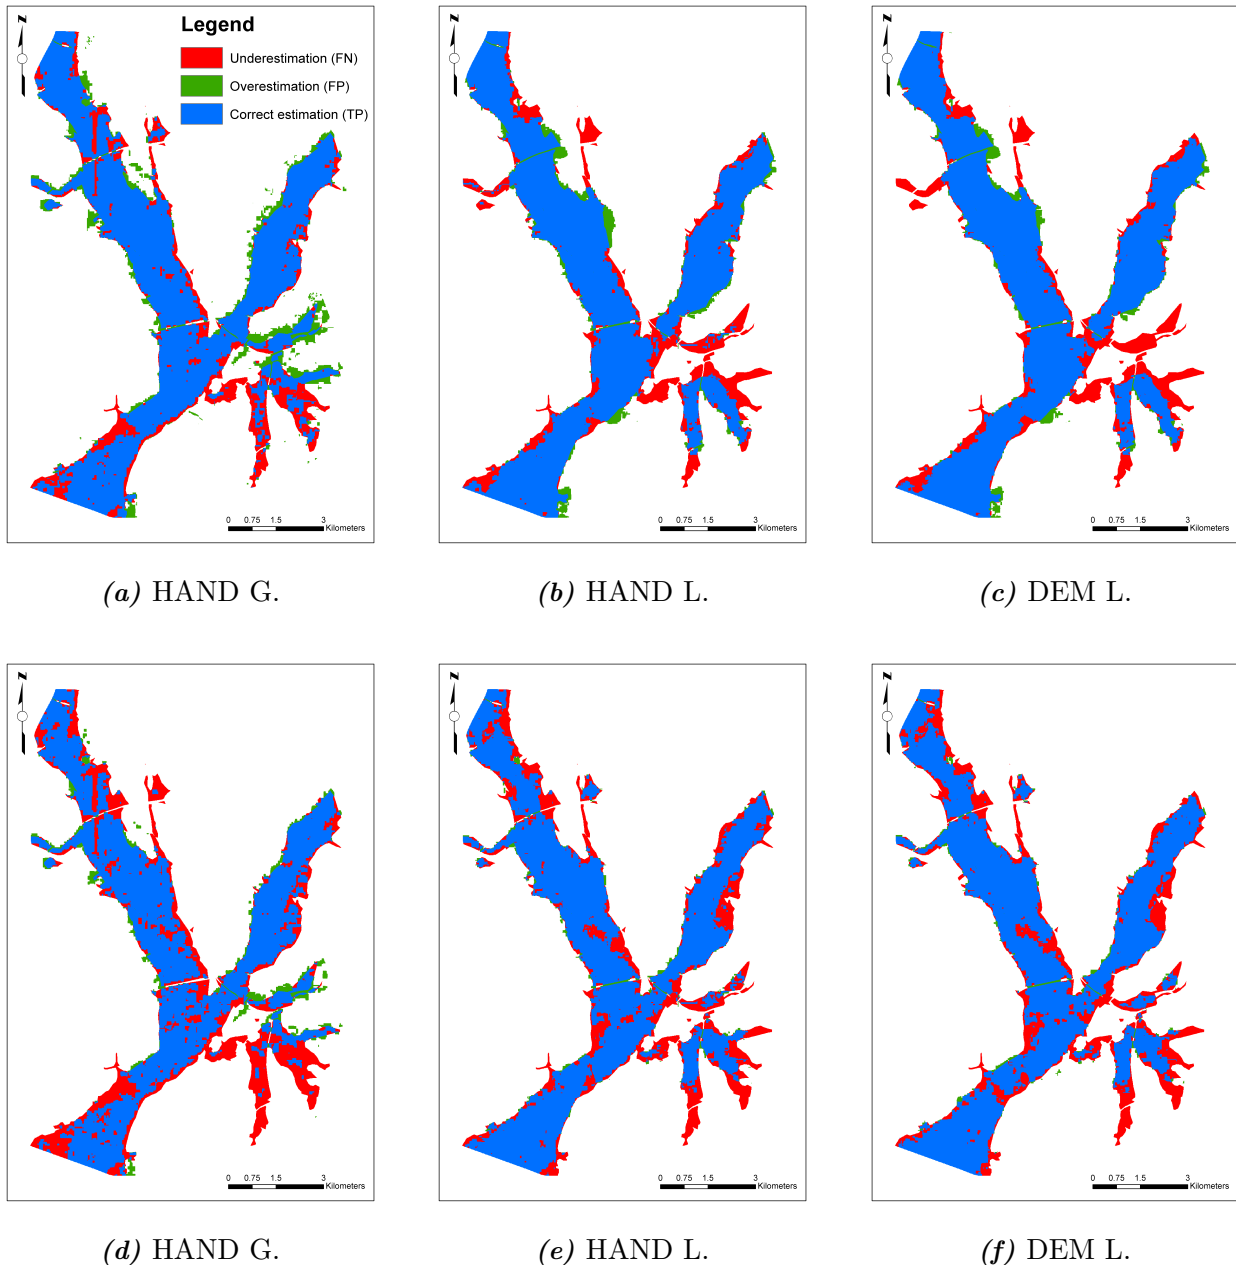 N
Legend
Underestimation (FN)
Overestimation (FP)
Correct estimation (TP)
0 0.75 1.5 3
Kilometers
N
0 0.75 1.5 3
Kilometers
N
0 0.75 1.5 3
Kilometers
(a) HAND G.
(b) HAND L.
(c) DEM L.
N
0 0.75 1.5 3
Kilometers
N
0 0.75 1.5 3
Kilometers
N
0 0.75 1.5 3
Kilometers
(d) HAND G.
(e) HAND L.
(f) DEM L.